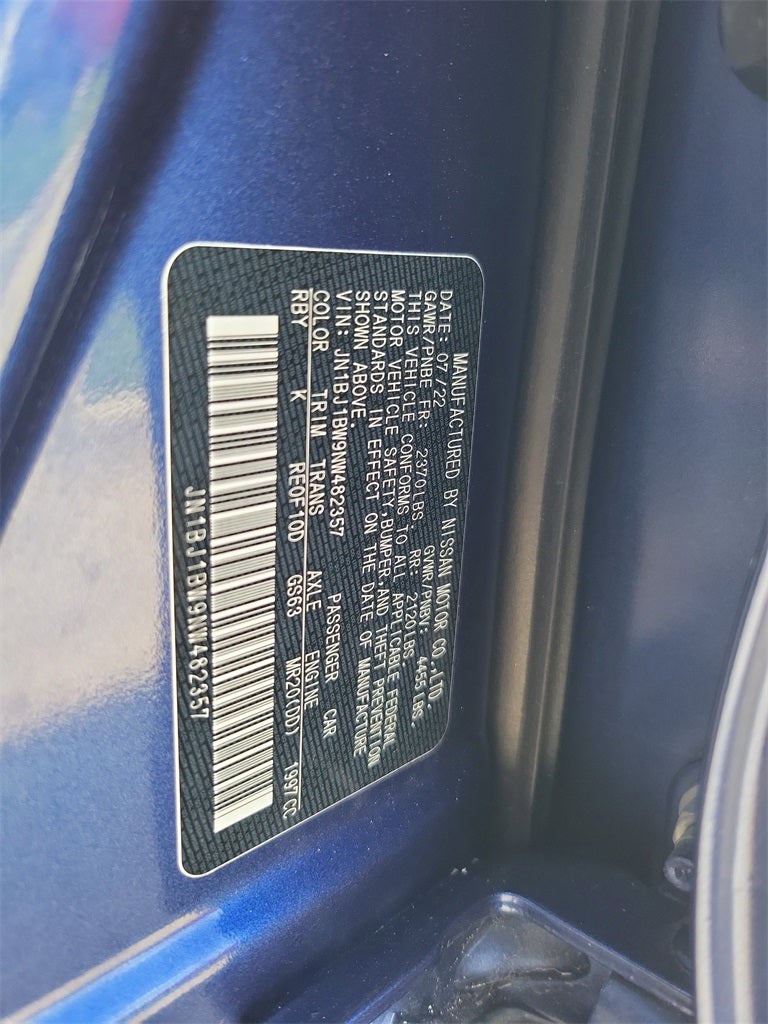 MANUFACTURED BY NISSAN MOTOR CO.,LTD.
DATE: 07/22 GVWR/PNBV: 4455LBS.
GAWR/PNBE FR: 2370LBS. RR: 2120LBS
THIS VEHICLE CONFORMS TO ALL APPLICABLE FEDERAL
MOTOR VEHICLE SAFETY,BUMPER AND THEFT PREVENTION
STANDARDS IN EFFECT ON THE DATE OF MANUFACTURE
SHOWN ABOVE.
VIN: JN1BJ1BW9NW482357 PASSENGER CAR
COLOR TRIM TRANS AXLE ENGINE
RBY K RE0F10D GS63 MR20(DD) 1997CC
JN1BJ1BW9NW482357